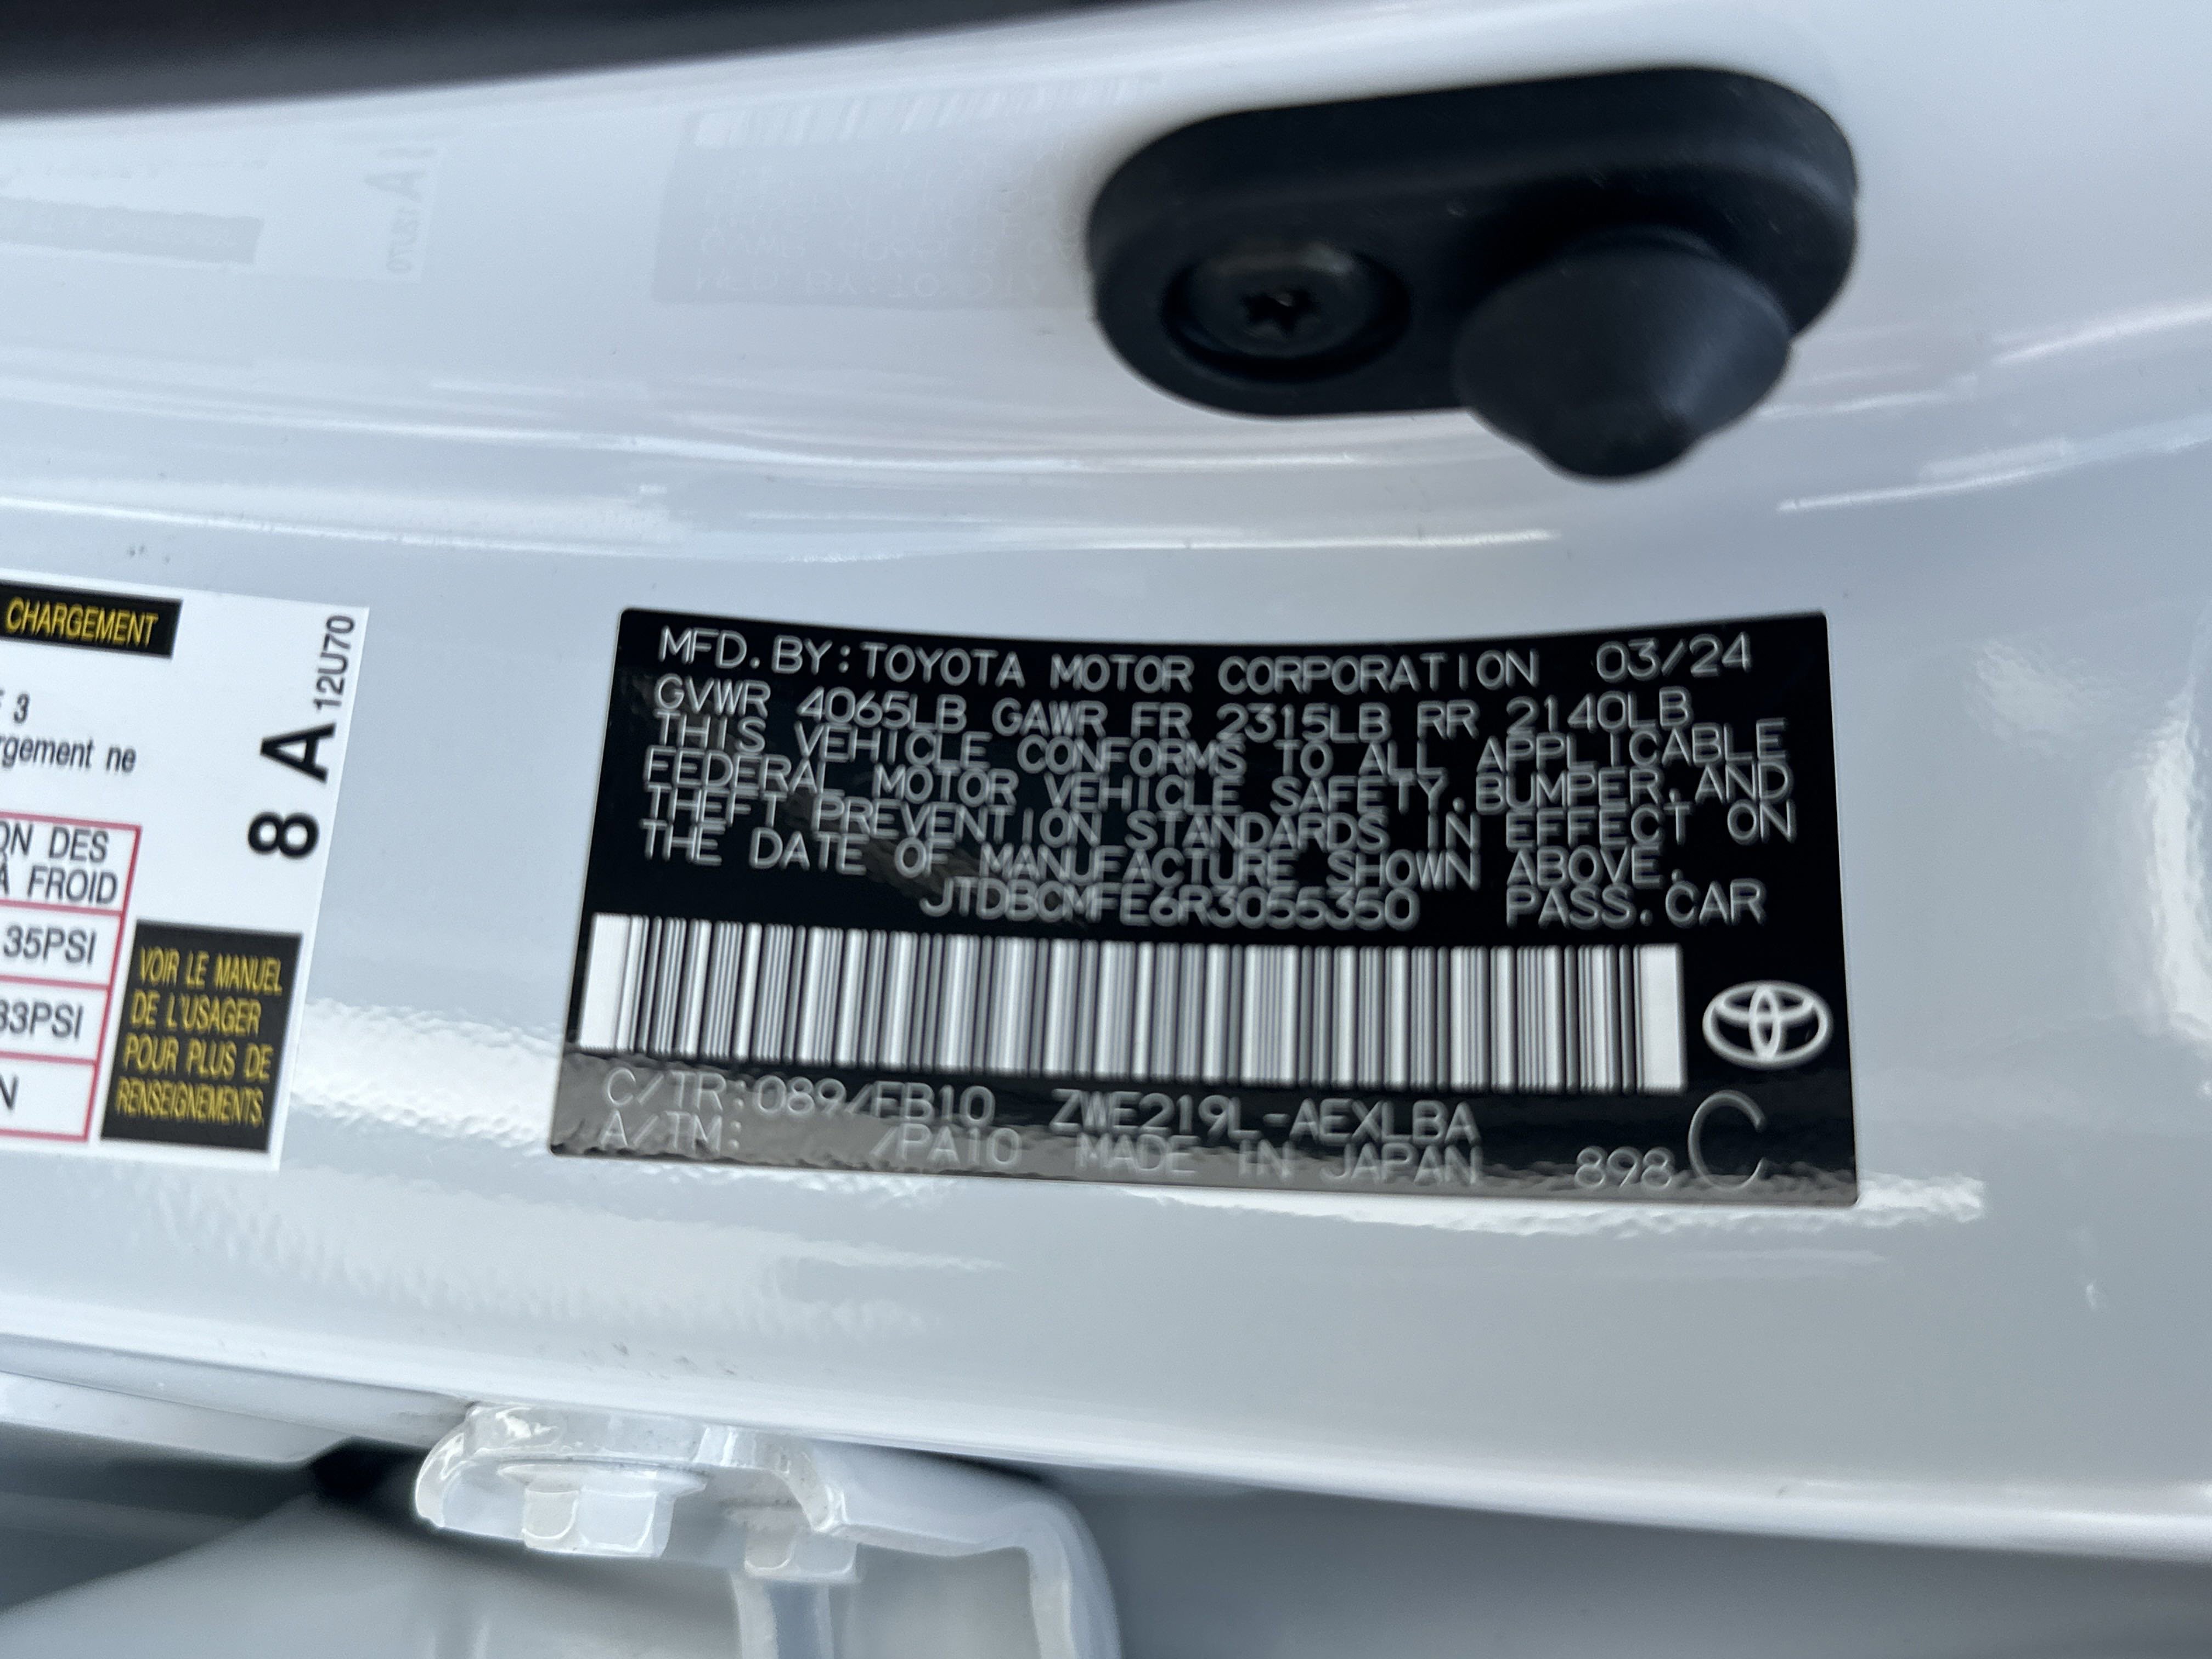 CHARGEMENT
3
rgement ne
8 A
12U70
ON DES
À FROID
35PSI
33PSI
N
VOIR LE MANUEL
DE L'USAGER
POUR PLUS DE
RENSEIGNEMENTS.
MFD. BY:TOYOTA MOTOR CORPORATION 03/24
GVWR 4065LB GAWR FR 2315LB RR 2140LB
THIS VEHICLE CONFORMS TO ALL APPLICABLE
FEDERAL MOTOR VEHICLE SAFETY, BUMPER, AND
THEFT PREVENTION STANDARDS IN EFFECT ON
THE DATE OF MANUFACTURE SHOWN ABOVE.
JTDBCMFE6R3055350 PASS.CAR
C/TR:089/FB10 ZWE219L-AEXLBA
A/TM: /PA10 MADE IN JAPAN 898 C